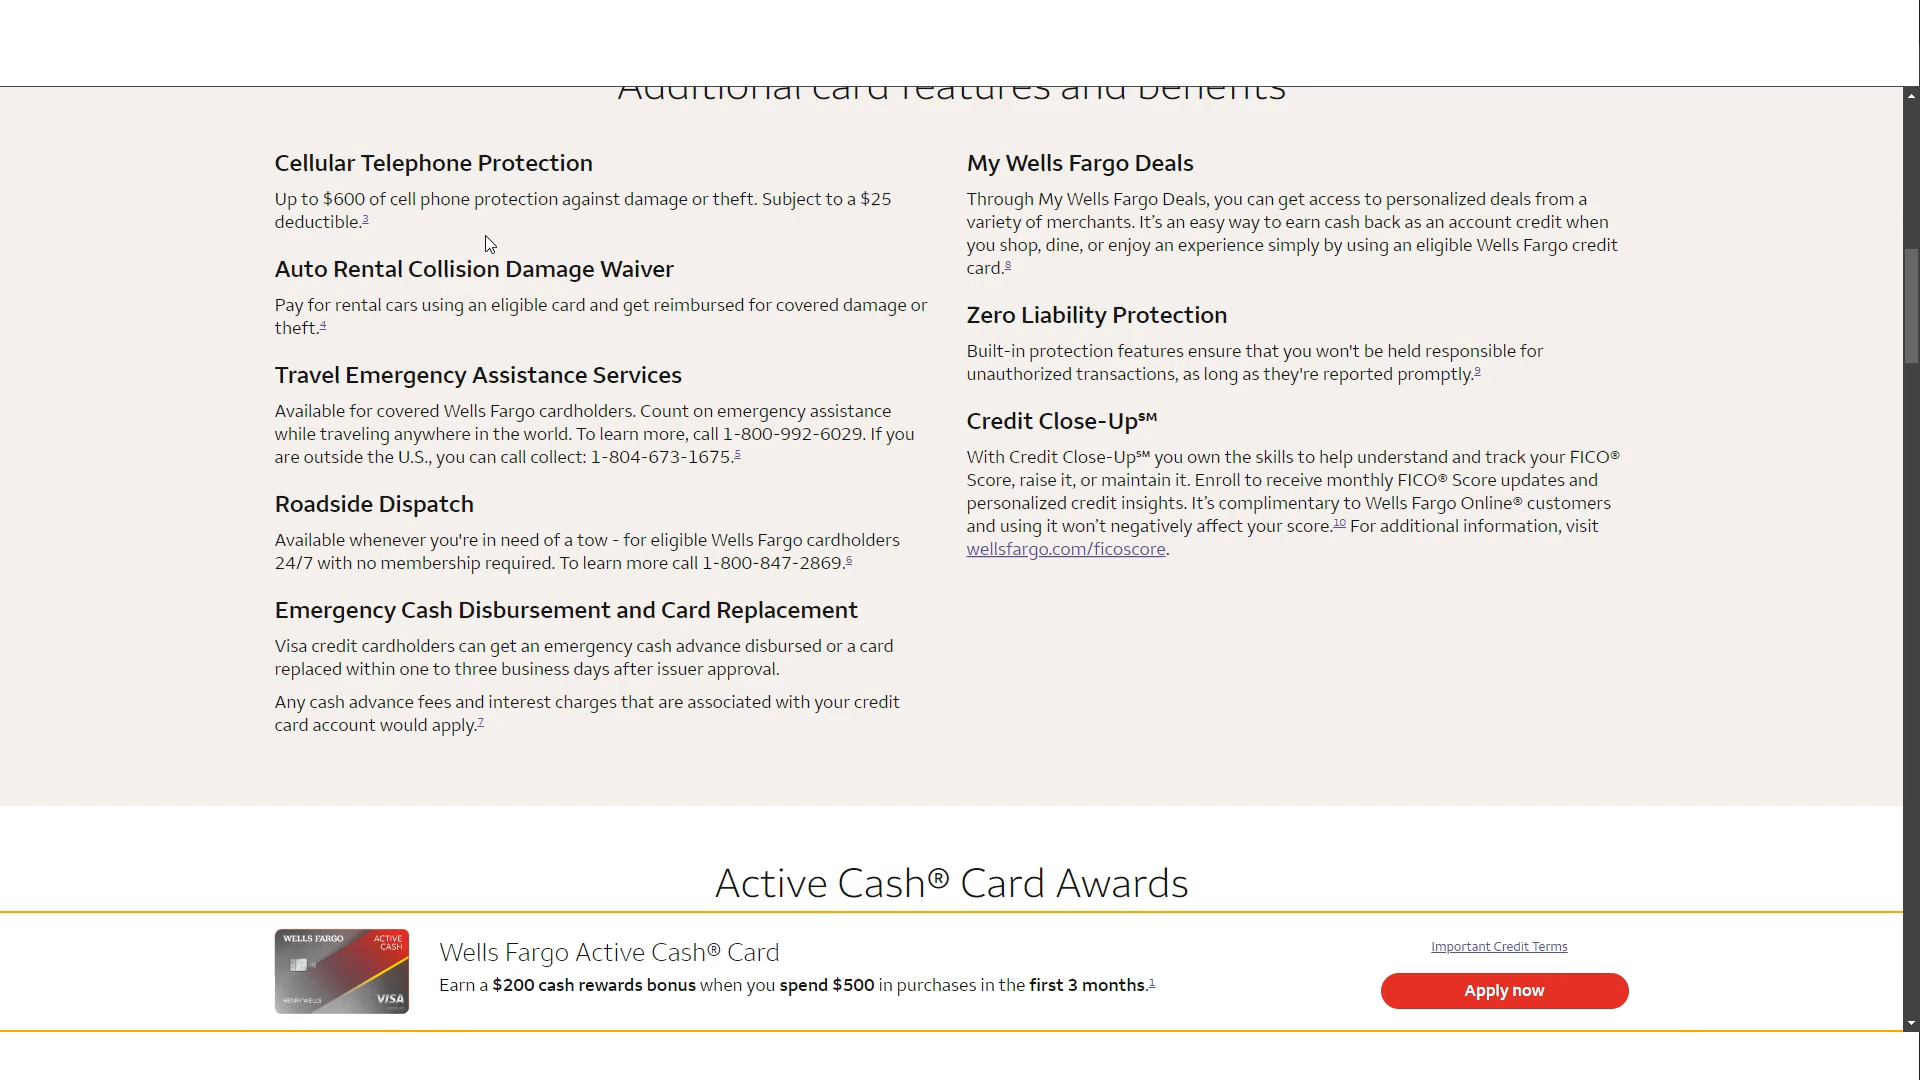 Additional card features and benefits
Cellular Telephone Protection
Up to $600 of cell phone protection against damage or theft. Subject to a $25
deductible.3
Auto Rental Collision Damage Waiver
Pay for rental cars using an eligible card and get reimbursed for covered damage or
theft.4
Travel Emergency Assistance Services
Available for covered Wells Fargo cardholders. Count on emergency assistance
while traveling anywhere in the world. To learn more, call 1-800-992-6029. If you
are outside the U.S., you can call collect: 1-804-673-1675.5
Roadside Dispatch
Available whenever you're in need of a tow - for eligible Wells Fargo cardholders
24/7 with no membership required. To learn more call 1-800-847-2869.6
Emergency Cash Disbursement and Card Replacement
Visa credit cardholders can get an emergency cash advance disbursed or a card
replaced within one to three business days after issuer approval.
Any cash advance fees and interest charges that are associated with your credit
card account would apply.7
My Wells Fargo Deals
Through My Wells Fargo Deals, you can get access to personalized deals from a
variety of merchants. It’s an easy way to earn cash back as an account credit when
you shop, dine, or enjoy an experience simply by using an eligible Wells Fargo credit
card.8
Zero Liability Protection
Built-in protection features ensure that you won't be held responsible for
unauthorized transactions, as long as they're reported promptly.9
Credit Close-Up℠
With Credit Close-Up℠ you own the skills to help understand and track your FICO®
Score, raise it, or maintain it. Enroll to receive monthly FICO® Score updates and
personalized credit insights. It’s complimentary to Wells Fargo Online® customers
and using it won’t negatively affect your score.10 For additional information, visit
wellsfargo.com/ficoscore.
Active Cash® Card Awards
WELLS FARGO
ACTIVE
CASH
HENRY WELLS
VISA
Wells Fargo Active Cash® Card
Earn a $200 cash rewards bonus when you spend $500 in purchases in the first 3 months.1
Important Credit Terms
Apply now